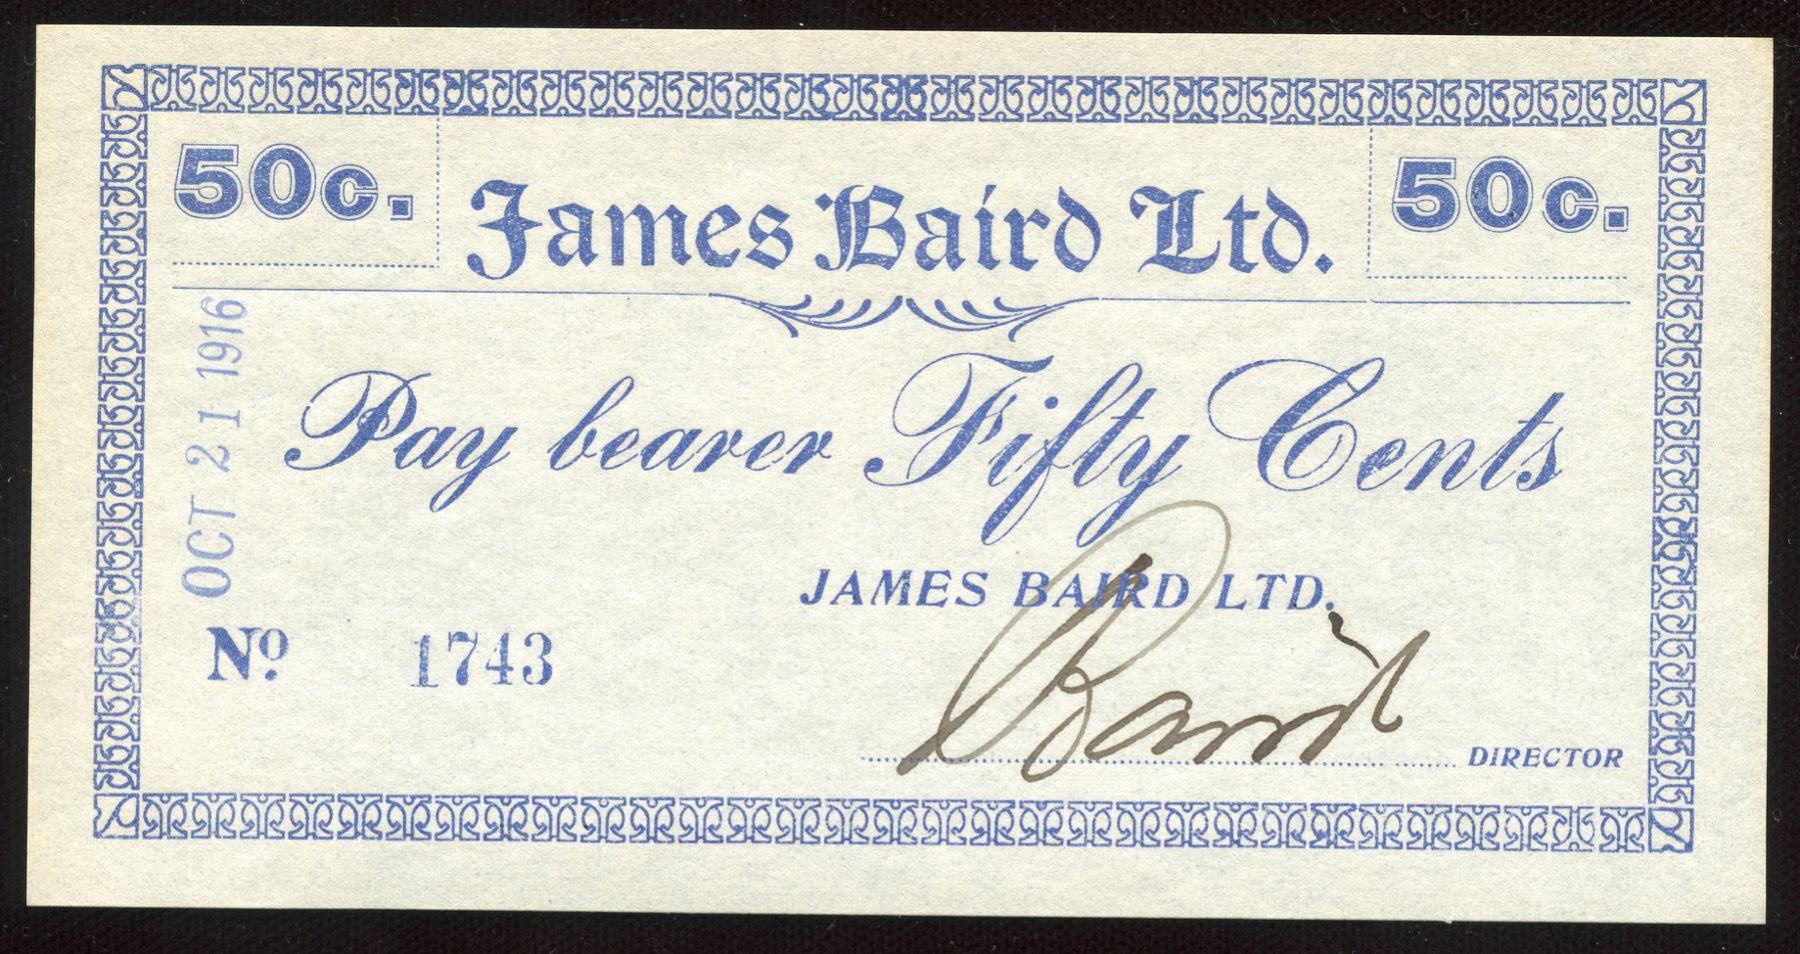 50c.
James Baird Ltd.
50c.
OCT 21 1916
Pay bearer Fifty Cents
JAMES BAIRD LTD.
No. 1743
Baird
DIRECTOR